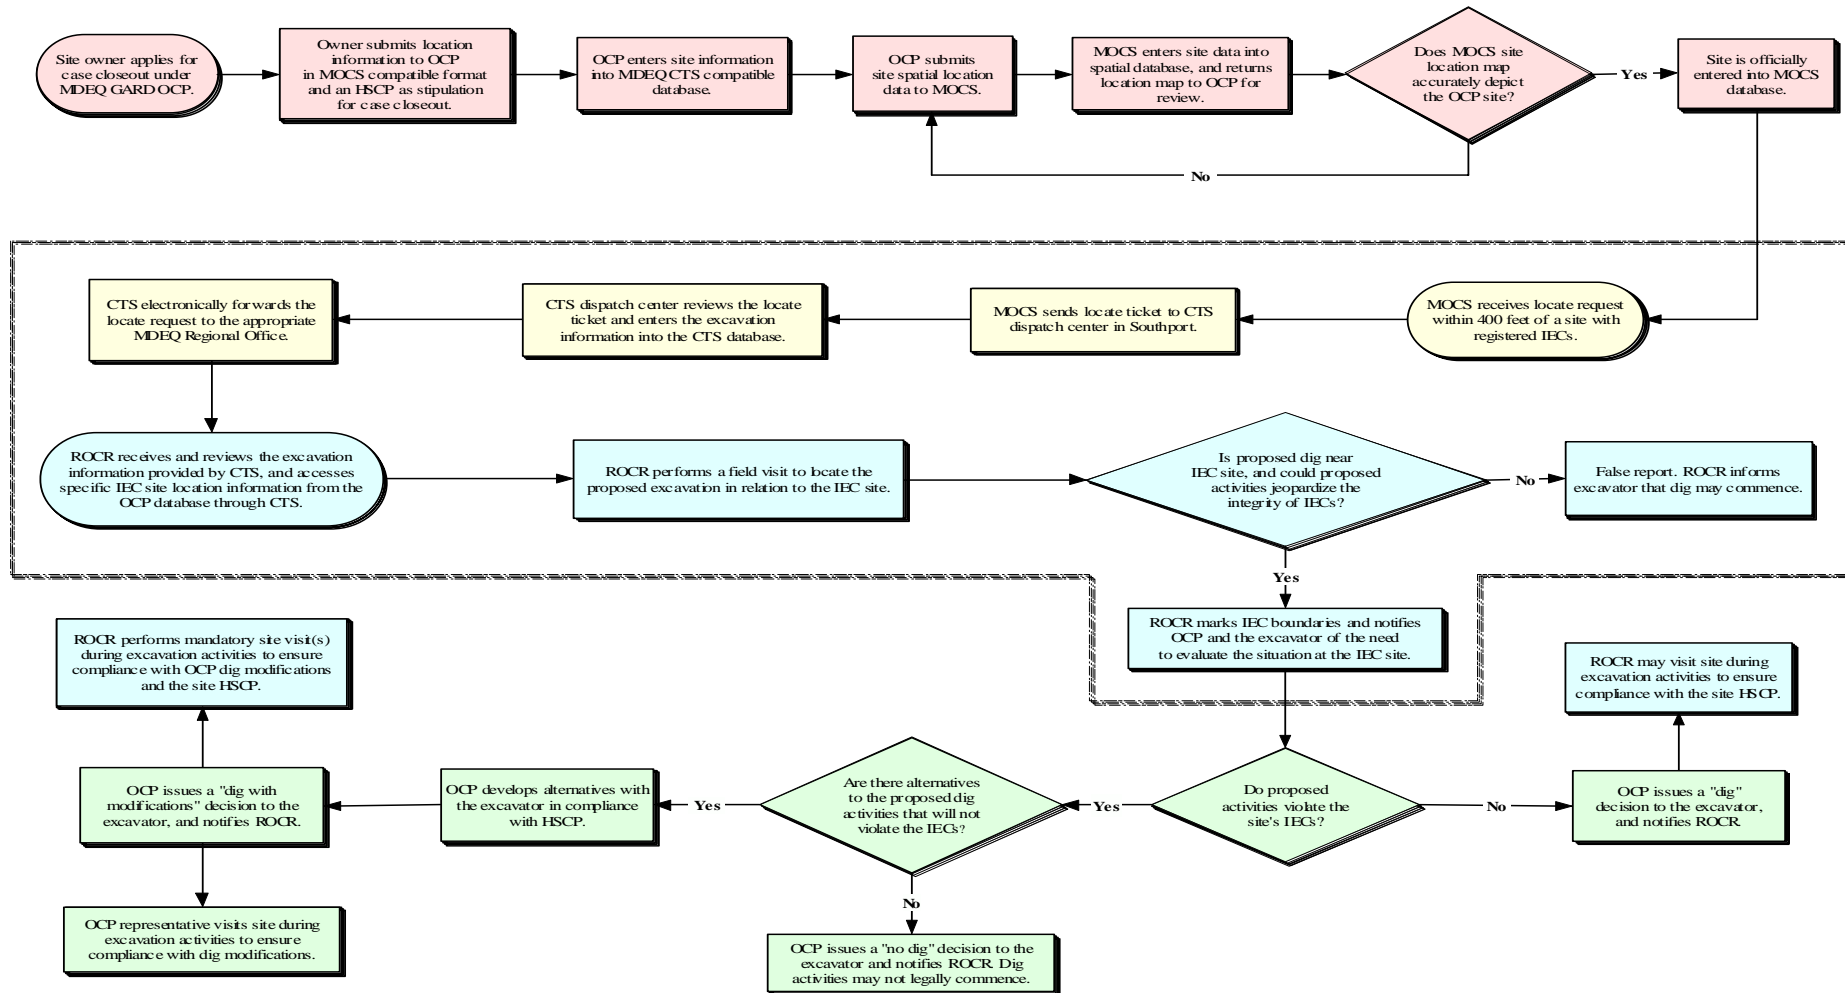 Site owner applies for
case closeout under
MDEQ GARD OCP.
Owner submits location
information to OCP
in MOCS compatible format
and an HSCP as stipulation
for case closeout.
OCP enters site information
into MDEQ CTS compatible
database.
OCP submits
site spatial location
data to MOCS.
MOCS enters site data into
spatial database, and returns
location map to OCP for
review.
Does MOCS site
location map
accurately depict
the OCP site?
Yes
No
Site is officially
entered into MOCS
database.
MOCS receives locate request
within 400 feet of a site with
registered IECs.
MOCS sends locate ticket to CTS
dispatch center in Southport.
CTS dispatch center reviews the locate
ticket and enters the excavation
information into the CTS database.
CTS electronically forwards the
locate request to the appropriate
MDEQ Regional Office.
ROCR receives and reviews the excavation
information provided by CTS, and accesses
specific IEC site location information from the
OCP database through CTS.
ROCR performs a field visit to locate the
proposed excavation in relation to the IEC site.
Is proposed dig near
IEC site, and could proposed
activities jeopardize the
integrity of IECs?
No
False report. ROCR informs
excavator that dig may commence.
Yes
ROCR marks IEC boundaries and notifies
OCP and the excavator of the need
to evaluate the situation at the IEC site.
Do proposed
activities violate the
site's IECs?
No
OCP issues a "dig"
decision to the excavator,
and notifies ROCR.
ROCR may visit site during
excavation activities to ensure
compliance with the site HSCP.
Yes
Are there alternatives
to the proposed dig
activities that will not
violate the IECs?
No
OCP issues a "no dig" decision to the
excavator and notifies ROCR. Dig
activities may not legally commence.
Yes
OCP develops alternatives with
the excavator in compliance
with HSCP.
OCP issues a "dig with
modifications" decision to the
excavator, and notifies ROCR.
ROCR performs mandatory site visit(s)
during excavation activities to ensure
compliance with OCP dig modifications
and the site HSCP.
OCP representative visits site during
excavation activities to ensure
compliance with dig modifications.